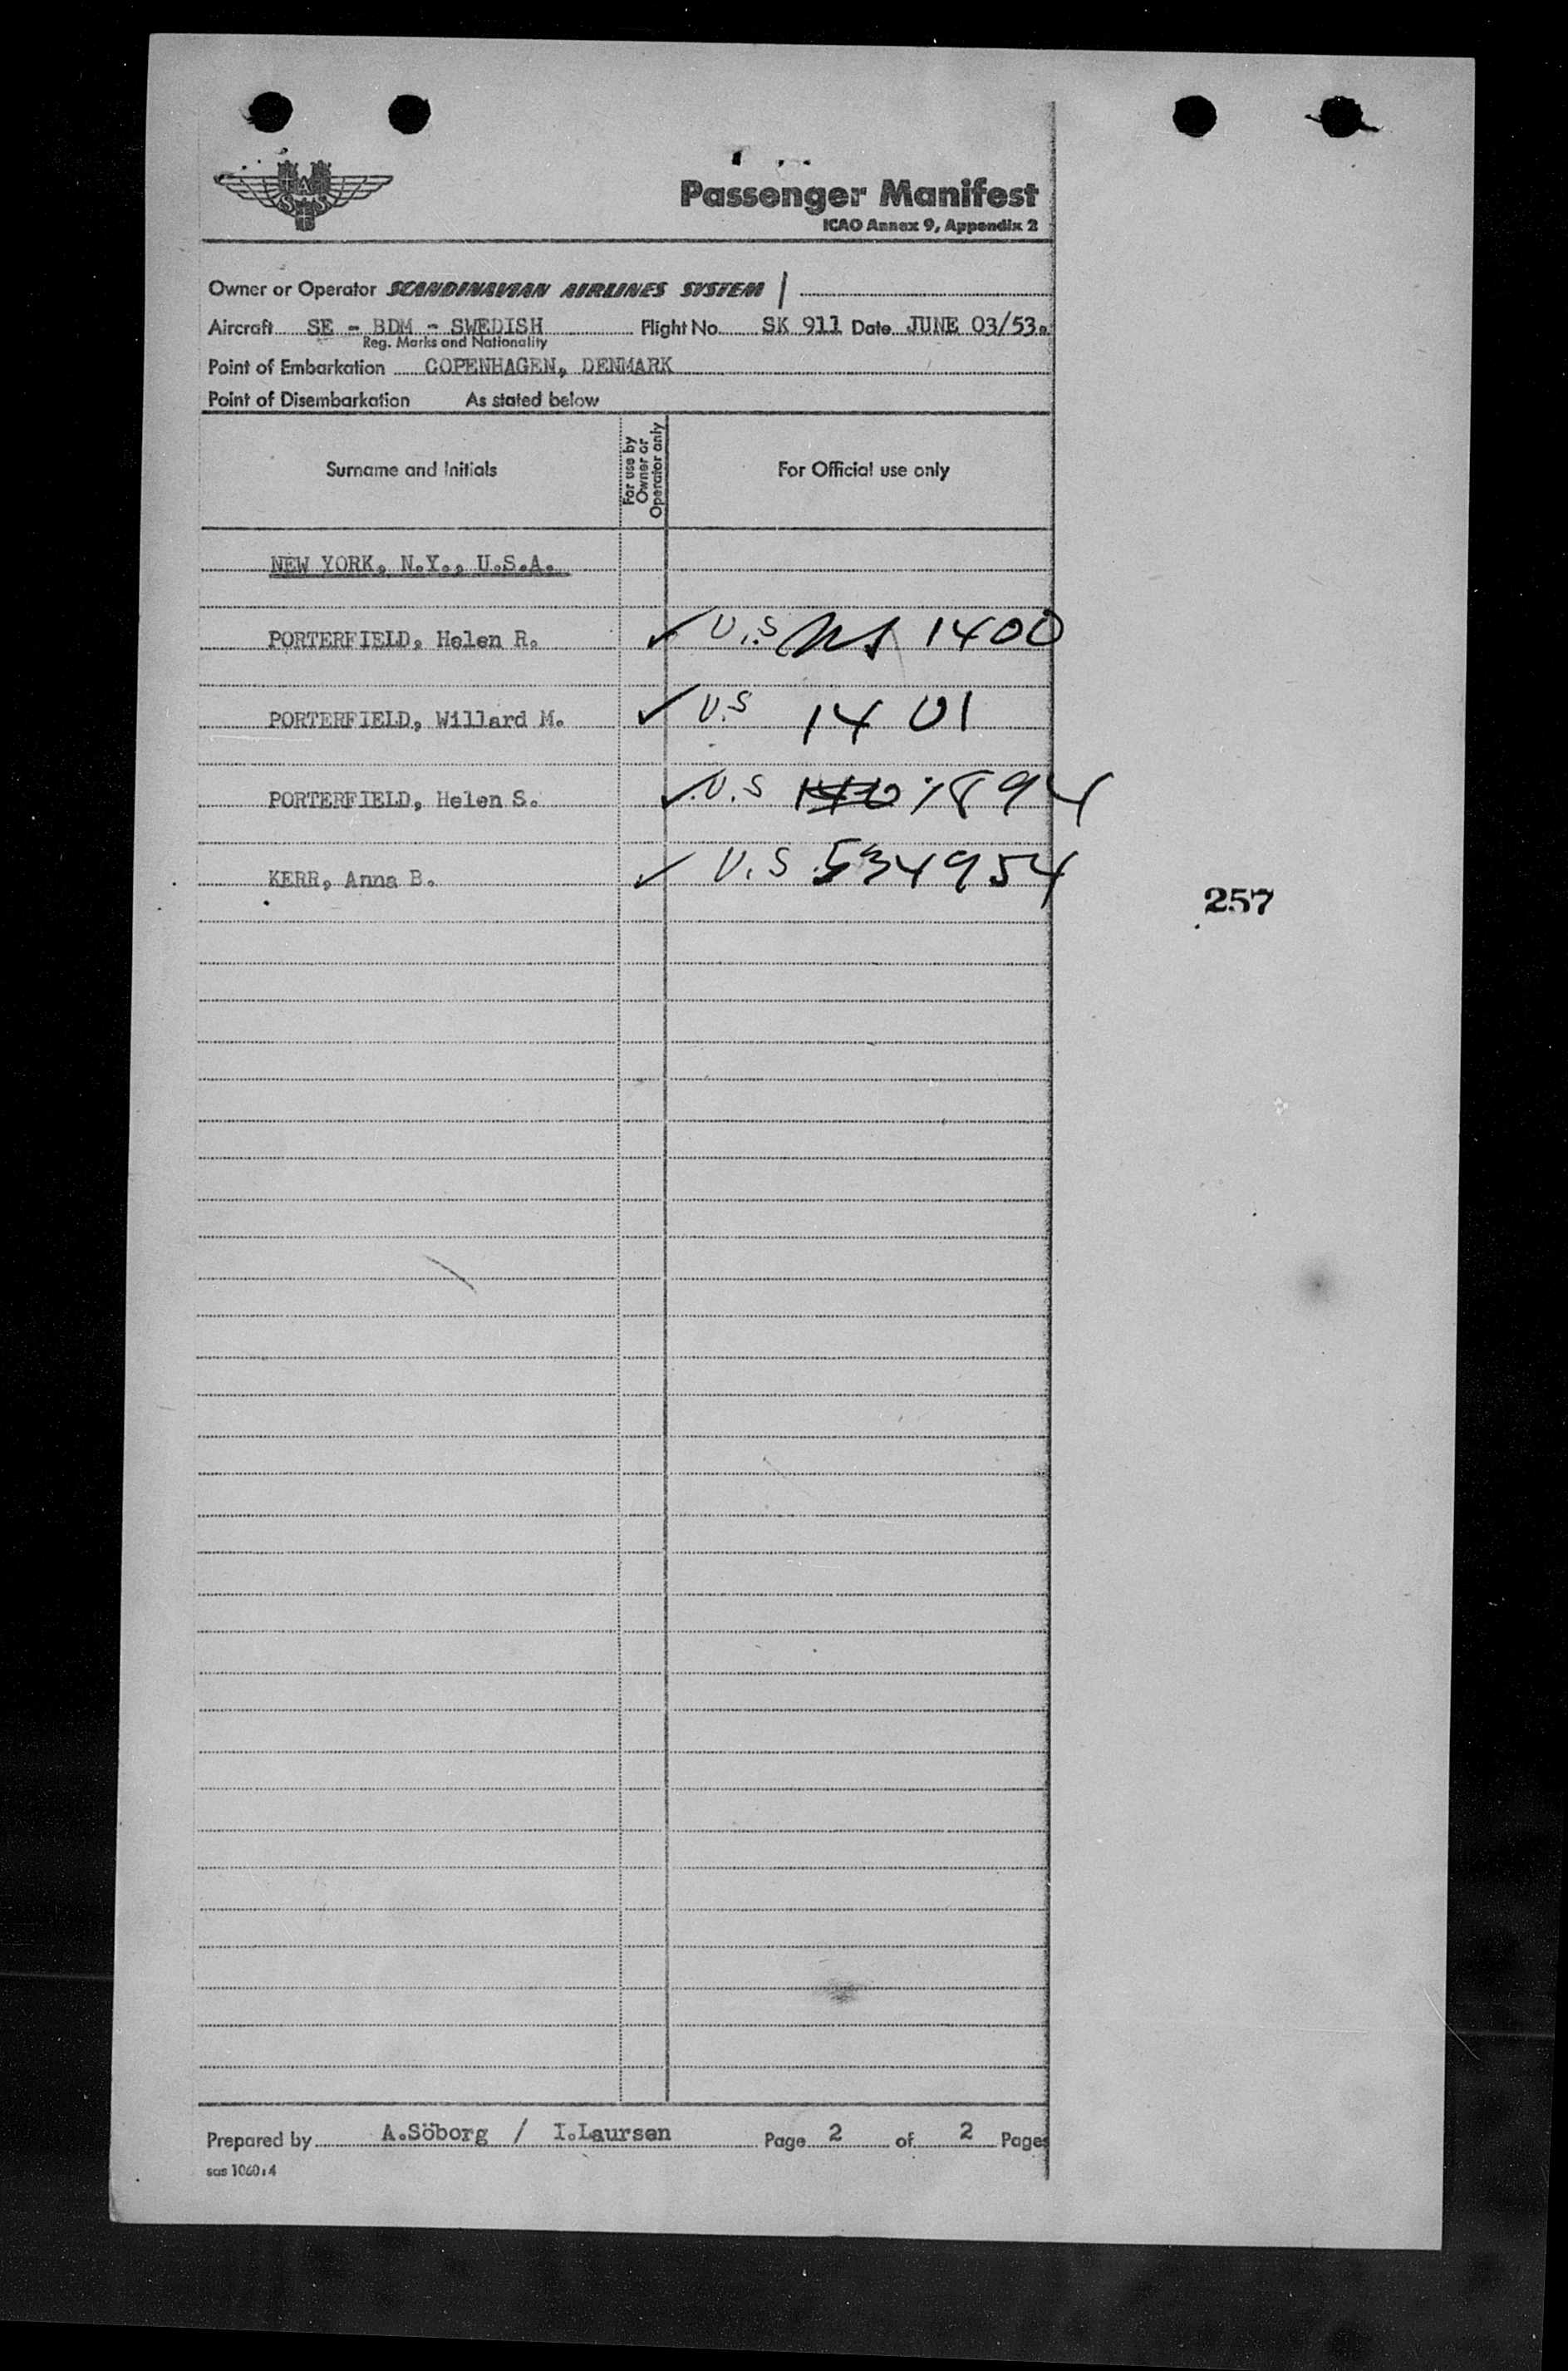 SAS
Passenger Manifest
ICAO Annex 9, Appendix 2
Owner or Operator SCANDINAVIAN AIRLINES SYSTEM /
Aircraft SE - BDM - SWEDISH Flight No. SK 911 Date JUNE 03/53.
Reg. Marks and Nationality
Point of Embarkation COPENHAGEN, DENMARK
Point of Disembarkation As stated below
Surname and Initials For use by Owner or Operator only For Official use only
NEW YORK, N.Y., U.S.A.
PORTERFIELD, Helen R. ✓ U.S 1400
PORTERFIELD, Willard M. ✓ U.S 1401
PORTERFIELD, Helen S. ✓ U.S
KERR, Anna B. ✓ U.S 534954
257
Prepared by A.Söborg / I.Laursen Page 2 of 2 Pages
sas 1060:4